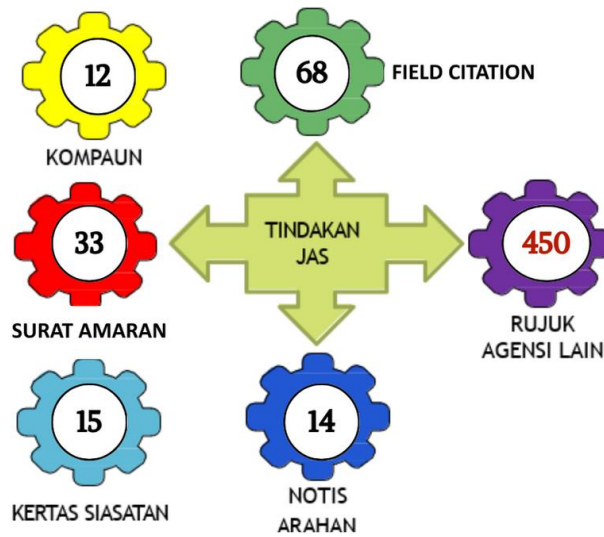 12
KOMPAUN
68
FIELD CITATION
33
SURAT AMARAN
TINDAKAN
JAS
450
RUJUK
AGENSI LAIN
15
KERTAS SIASATAN
14
NOTIS
ARAHAN